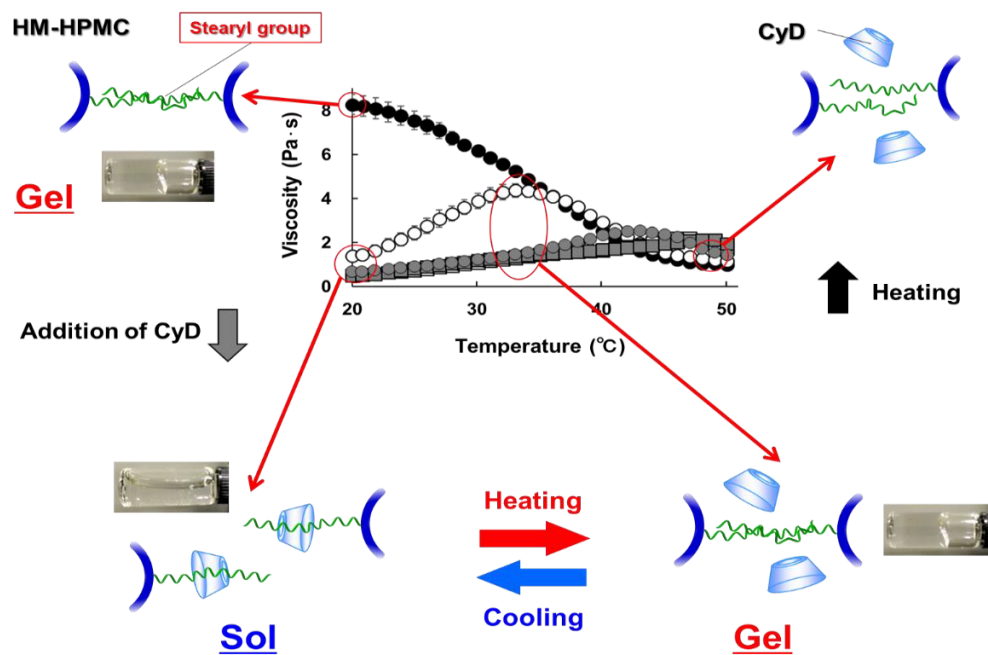 HM-HPMC
Stearyl group
CyD
Gel
8
6
4
2
0
Viscosity (Pa·s)
20
30
40
50
Temperature (℃)
Addition of CyD
Heating
Heating
Cooling
Sol
Gel